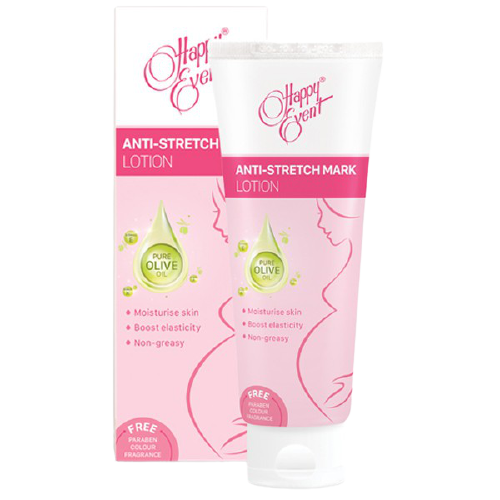 Happy
Event
ANTI-STRETCH
LOTION
PURE
OLIVE
OIL
Moisturise skin
Boost elasticity
Non-greasy
FREE
PARABEN
COLOUR
FRAGRANCE
Happy®
Event
ANTI-STRETCH MARK
LOTION
PURE
OLIVE
OIL
• Moisturise skin
• Boost elasticity
• Non-greasy
FREE
PARABEN
COLOUR
FRAGRANCE